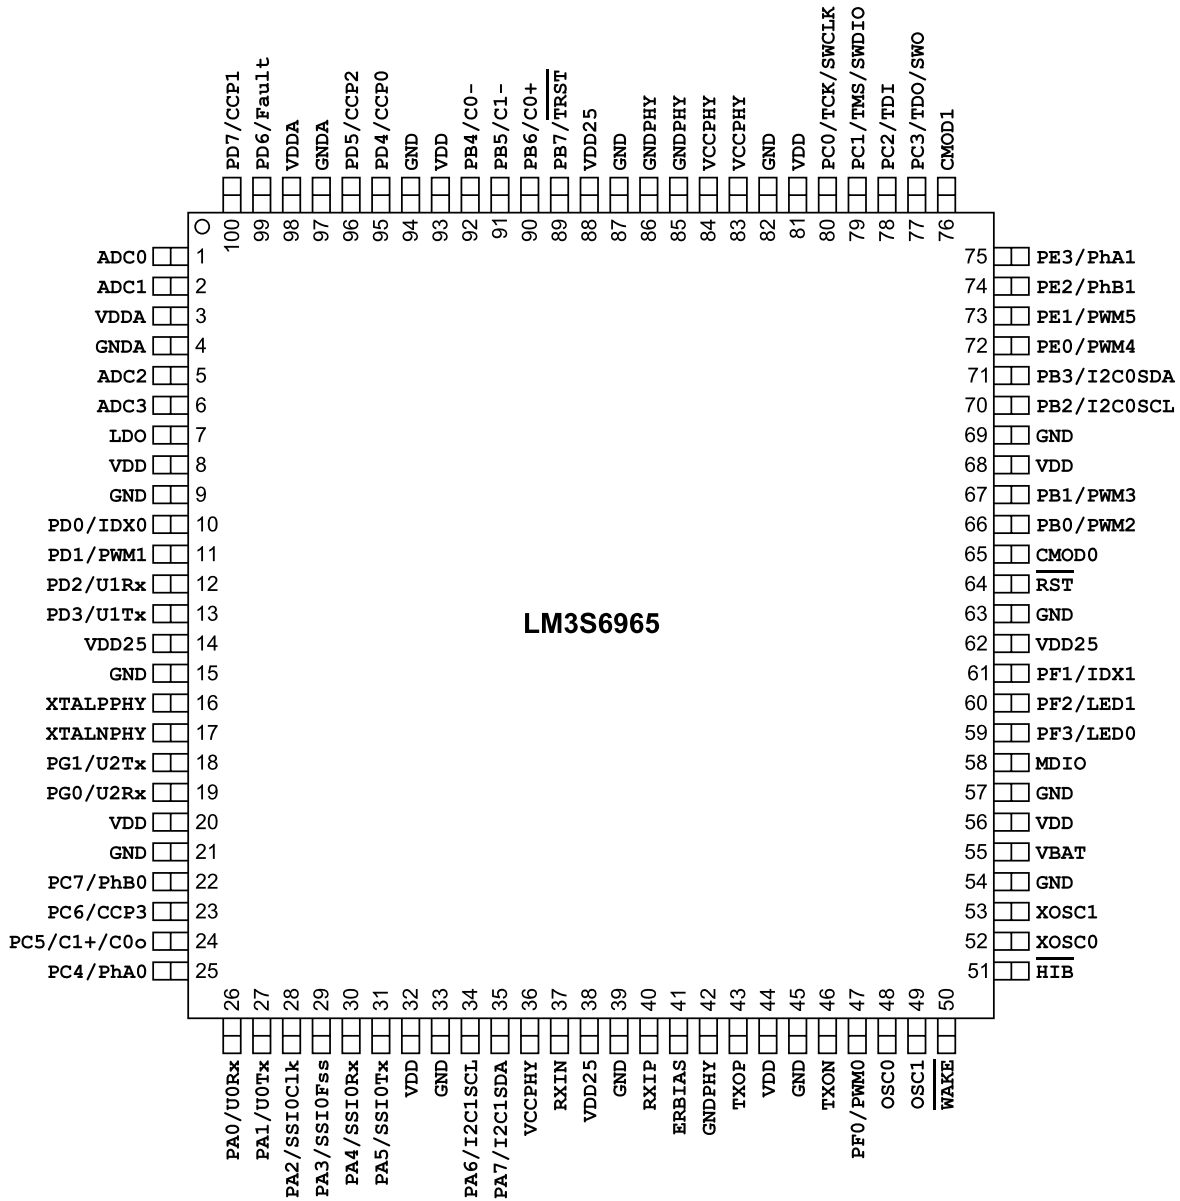 PD7/CCP1
PD6/Fault
VDDA
GNDA
PD5/CCP2
PD4/CCP0
GND
VDD
PB4/C0-
PB5/C1-
PB6/C0+
PB7/TRST
VDD25
GND
GNDPHY
GNDPHY
VCCPHY
VCCPHY
GND
VDD
PC0/TCK/SWCLK
PC1/TMS/SWDIO
PC2/TDI
PC3/TDO/SWO
CMOD1
100
99
98
97
96
95
94
93
92
91
90
89
88
87
86
85
84
83
82
81
80
79
78
77
76
ADC0 1
ADC1 2
VDDA 3
GNDA 4
ADC2 5
ADC3 6
LDO 7
VDD 8
GND 9
PD0/IDX0 10
PD1/PWM1 11
PD2/U1Rx 12
PD3/U1Tx 13
VDD25 14
GND 15
XTALPPHY 16
XTALNPHY 17
PG1/U2Tx 18
PG0/U2Rx 19
VDD 20
GND 21
PC7/PhB0 22
PC6/CCP3 23
PC5/C1+/C0o 24
PC4/PhA0 25
LM3S6965
75 PE3/PhA1
74 PE2/PhB1
73 PE1/PWM5
72 PE0/PWM4
71 PB3/I2C0SDA
70 PB2/I2C0SCL
69 GND
68 VDD
67 PB1/PWM3
66 PB0/PWM2
65 CMOD0
64 RST
63 GND
62 VDD25
61 PF1/IDX1
60 PF2/LED1
59 PF3/LED0
58 MDIO
57 GND
56 VDD
55 VBAT
54 GND
53 XOSC1
52 XOSC0
51 HIB
26
27
28
29
30
31
32
33
34
35
36
37
38
39
40
41
42
43
44
45
46
47
48
49
50
PA0/U0Rx
PA1/U0Tx
PA2/SSI0Clk
PA3/SSI0Fss
PA4/SSI0Rx
PA5/SSI0Tx
VDD
GND
PA6/I2C1SCL
PA7/I2C1SDA
VCCPHY
RXIN
VDD25
GND
RXIP
ERBIAS
GNDPHY
TXOP
VDD
GND
TXON
PF0/PWM0
OSC0
OSC1
WAKE